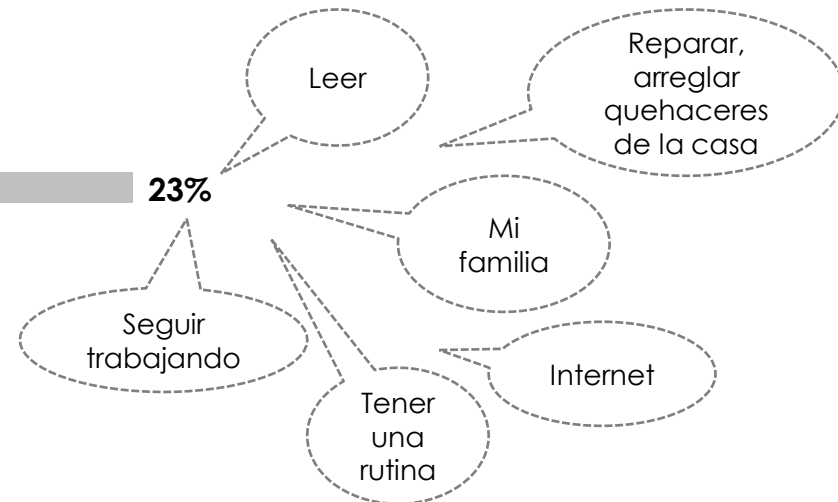 Leer
Reparar,
arreglar
quehaceres
de la casa
23%
Mi
familia
Seguir
trabajando
Internet
Tener
una
rutina